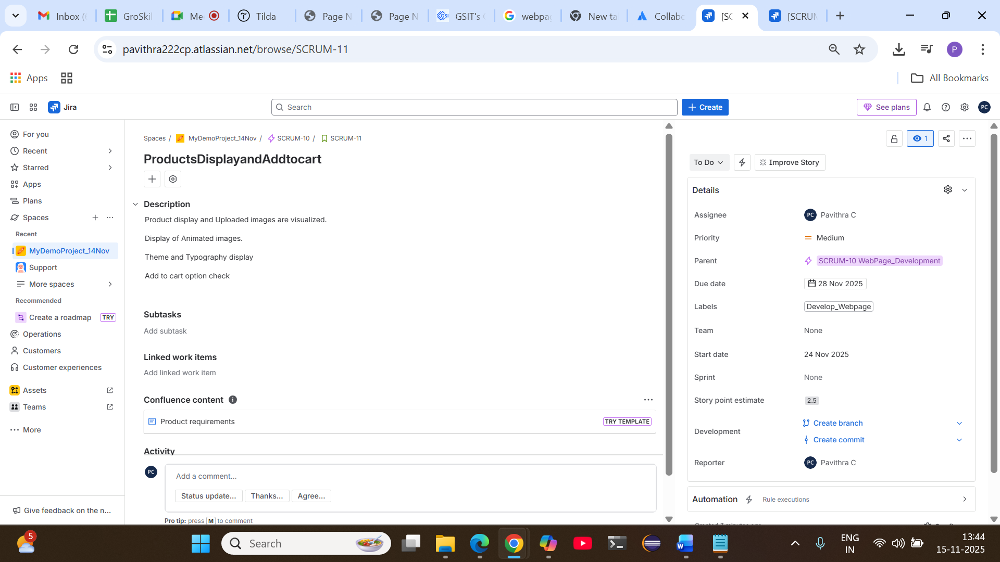 Inbox (6
GroSkil
Me
Tilda
Page N
Page N
GSIT's
webpag
New ta
Collabo
[SC
[SCRUM
pavithra222cp.atlassian.net/browse/SCRUM-11
P
Apps
All Bookmarks
Jira
Search
Create
See plans
PC
For you
Recent
Starred
Apps
Plans
Spaces
Recent
MyDemoProject_14Nov
Support
More spaces
Recommended
Create a roadmap TRY
Operations
Customers
Customer experiences
Assets
Teams
More
Give feedback on the n...
Spaces / MyDemoProject_14Nov / SCRUM-10 / SCRUM-11
ProductsDisplayandAddtocart
Description
Product display and Uploaded images are visualized.
Display of Animated images.
Theme and Typography display
Add to cart option check
Subtasks
Add subtask
Linked work items
Add linked work item
Confluence content
Product requirements TRY TEMPLATE
Activity
PC
Add a comment...
Status update... Thanks... Agree...
Pro tip: press M to comment
1
To Do Improve Story
Details
Assignee PC Pavithra C
Priority Medium
Parent SCRUM-10 WebPage_Development
Due date 28 Nov 2025
Labels Develop_Webpage
Team None
Start date 24 Nov 2025
Sprint None
Story point estimate 2.5
Development Create branch
Create commit
Reporter PC Pavithra C
Automation Rule executions
5
Search
ENG
IN
13:44
15-11-2025